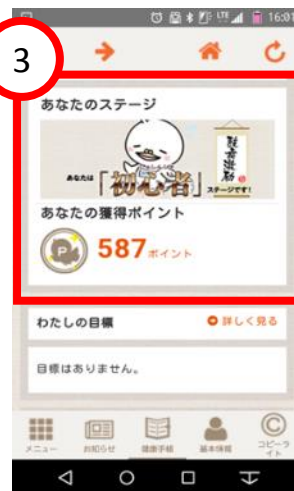 16:01
3
あなたのステージ
あなたは「初心者」ステージです!
あなたの獲得ポイント
P
587ポイント
わたしの目標
詳しく見る
目標はありません。
メニュー
お知らせ
健康手帳
基本情報
コピーライト